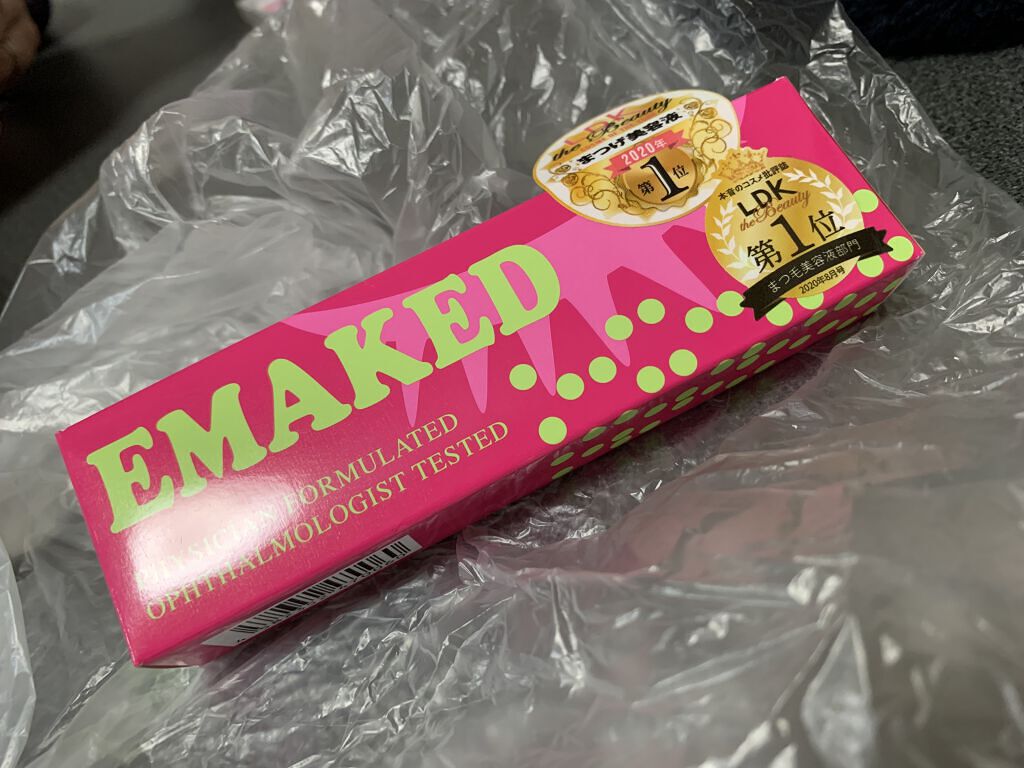 the Beauty
まつげ美容液
2020年
第1位
本音のコスメ批評誌
LDK
the Beauty
第1位
まつ毛美容液部門
2020年8月号
EMAKED
PHYSICIAN FORMULATED
OPHTHALMOLOGIST TESTED